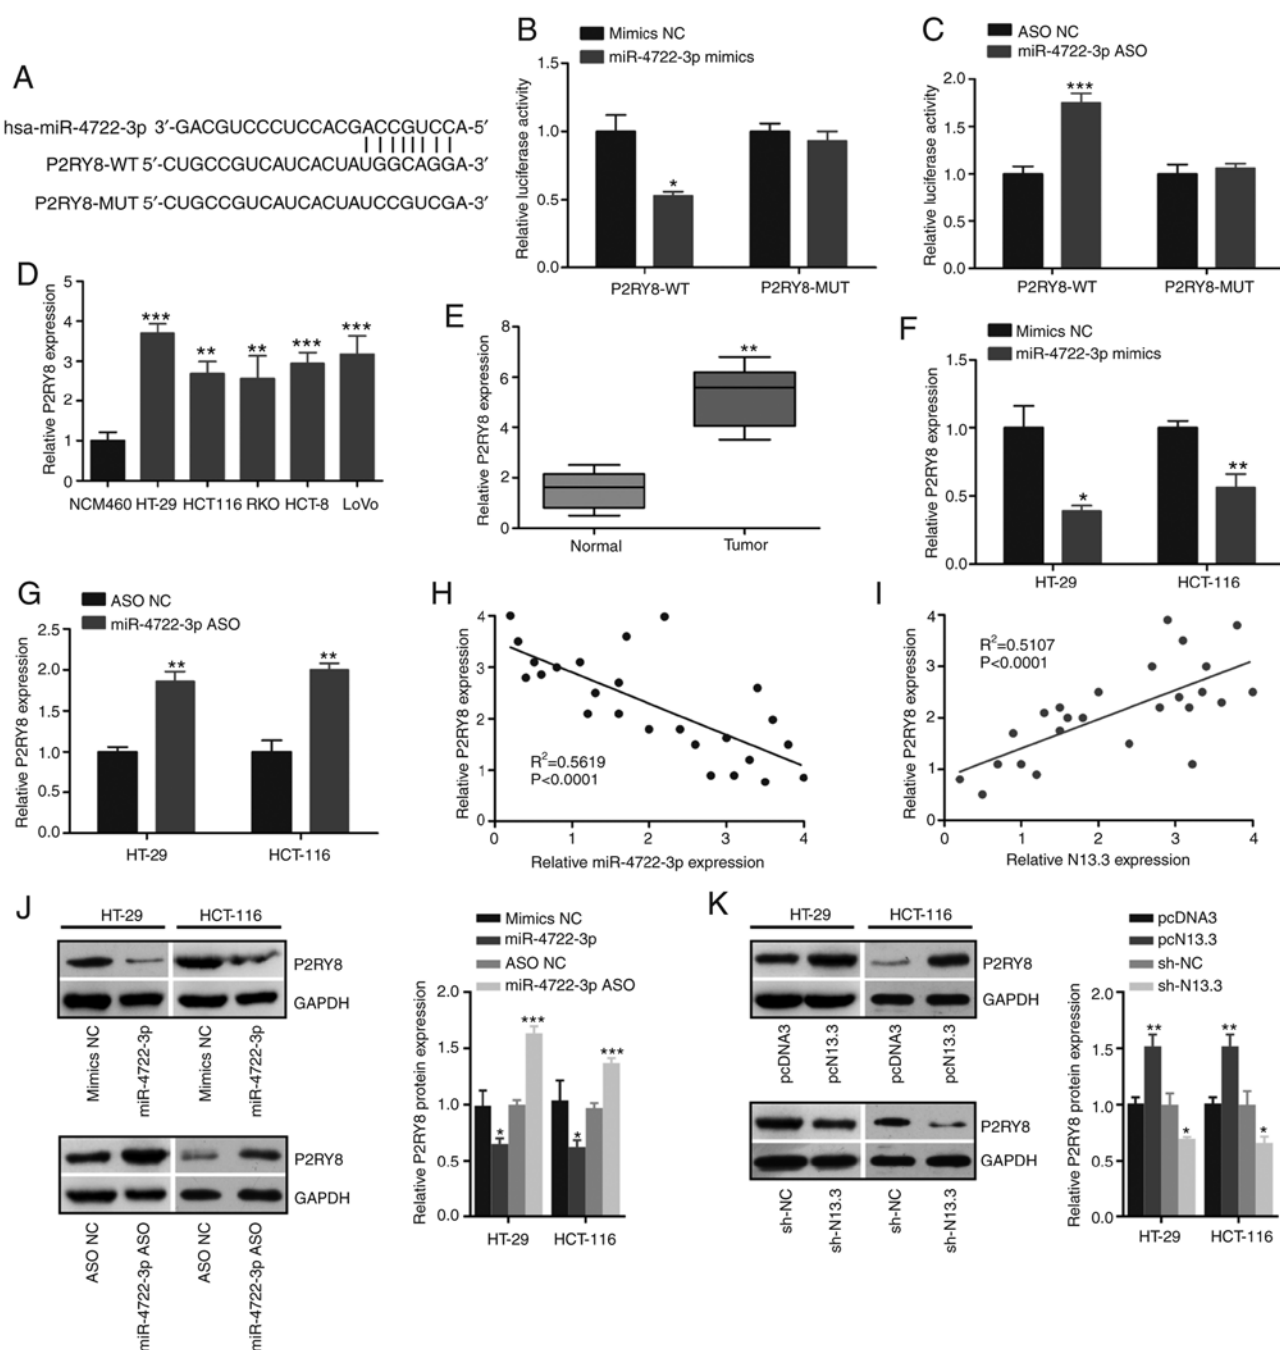 A
hsa-miR-4722-3p 3′-GACGUCCCUCCACGACCGUCCA-5′
P2RY8-WT 5′-CUGCCGUCAUCACUAUGGCAGGA-3′
P2RY8-MUT 5′-CUGCCGUCAUCACUAUCCGUCGA-3′
B
Mimics NC
miR-4722-3p mimics
Relative luciferase activity
1.5
1.0
0.5
0.0
*
P2RY8-WT P2RY8-MUT
C
ASO NC
miR-4722-3p ASO
Relative luciferase activity
2.0
1.5
1.0
0.5
0.0
***
P2RY8-WT P2RY8-MUT
D
Relative P2RY8 expression
5
4
3
2
1
0
*** ** ** *** ***
NCM460 HT-29 HCT116 RKO HCT-8 LoVo
E
Relative P2RY8 expression
8
6
4
2
0
**
Normal Tumor
F
Mimics NC
miR-4722-3p mimics
Relative P2RY8 expression
1.5
1.0
0.5
0.0
* **
HT-29 HCT-116
G
ASO NC
miR-4722-3p ASO
Relative P2RY8 expression
2.5
2.0
1.5
1.0
0.5
0.0
** **
HT-29 HCT-116
H
Relative P2RY8 expression
4
3
2
1
0
R²=0.5619
P<0.0001
0 1 2 3 4
Relative miR-4722-3p expression
I
Relative P2RY8 expression
4
3
2
1
0
R²=0.5107
P<0.0001
0 1 2 3 4
Relative N13.3 expression
J
HT-29 HCT-116
P2RY8
GAPDH
Mimics NC
miR-4722-3p
Mimics NC
miR-4722-3p
P2RY8
GAPDH
ASO NC
miR-4722-3p ASO
ASO NC
miR-4722-3p ASO
Mimics NC
miR-4722-3p
ASO NC
miR-4722-3p ASO
Relative P2RY8 protein expression
2.0
1.5
1.0
0.5
0.0
* *** * ***
HT-29 HCT-116
K
HT-29 HCT-116
P2RY8
GAPDH
pcDNA3
pcN13.3
pcDNA3
pcN13.3
P2RY8
GAPDH
sh-NC
sh-N13.3
sh-NC
sh-N13.3
pcDNA3
pcN13.3
sh-NC
sh-N13.3
Relative P2RY8 protein expression
2.0
1.5
1.0
0.5
0.0
** * ** *
HT-29 HCT-116